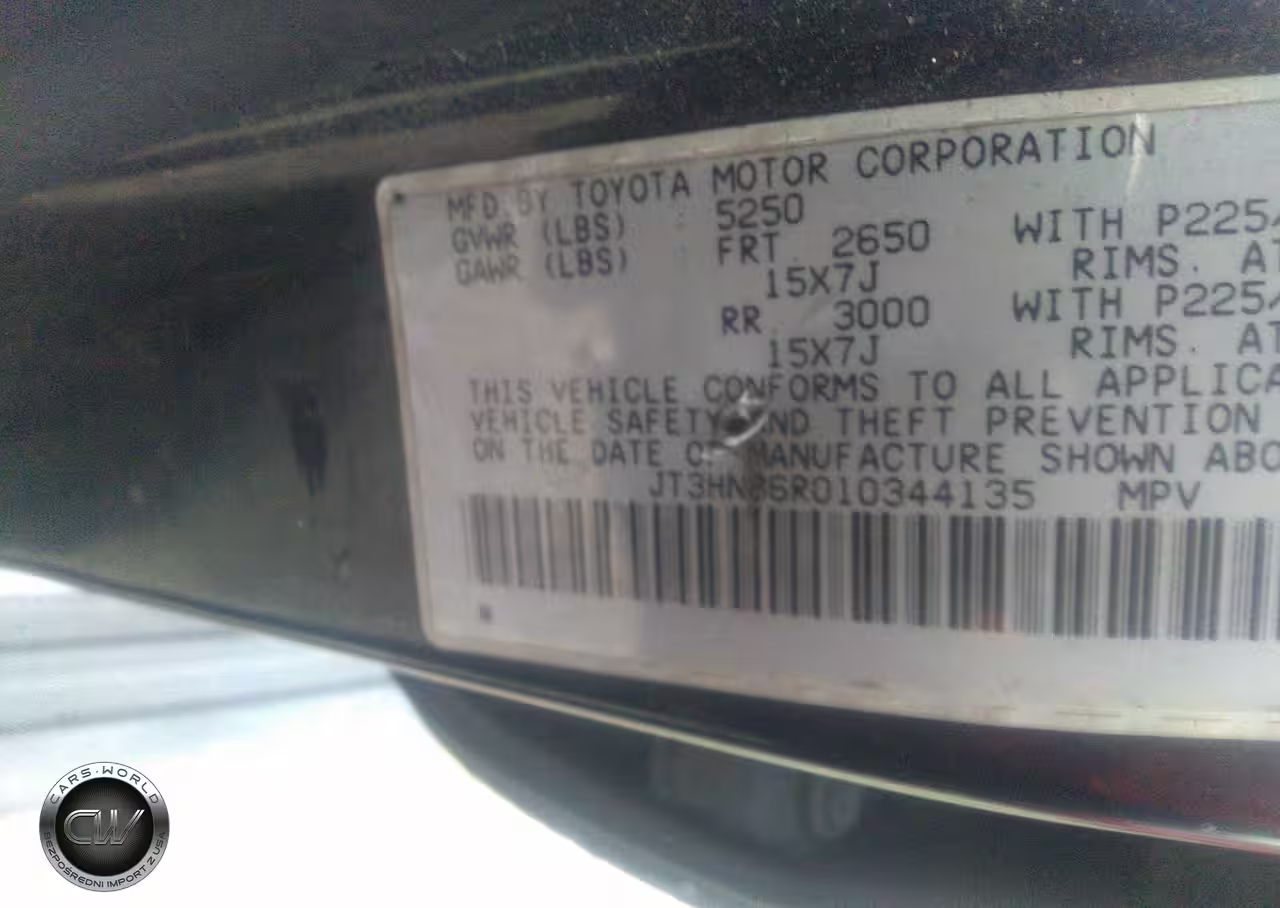 MFD. BY TOYOTA MOTOR CORPORATION
GVWR (LBS) : 5250
GAWR (LBS) : FRT. 2650 WITH P225/
15X7J RIMS. AT
RR. 3000 WITH P225/
15X7J RIMS. AT
THIS VEHICLE CONFORMS TO ALL APPLICA
VEHICLE SAFETY AND THEFT PREVENTION
ON THE DATE OF MANUFACTURE SHOWN ABO
JT3HN86R010344135 MPV
CARS·WORLD
CW
BEZPOŚREDNI IMPORT Z USA